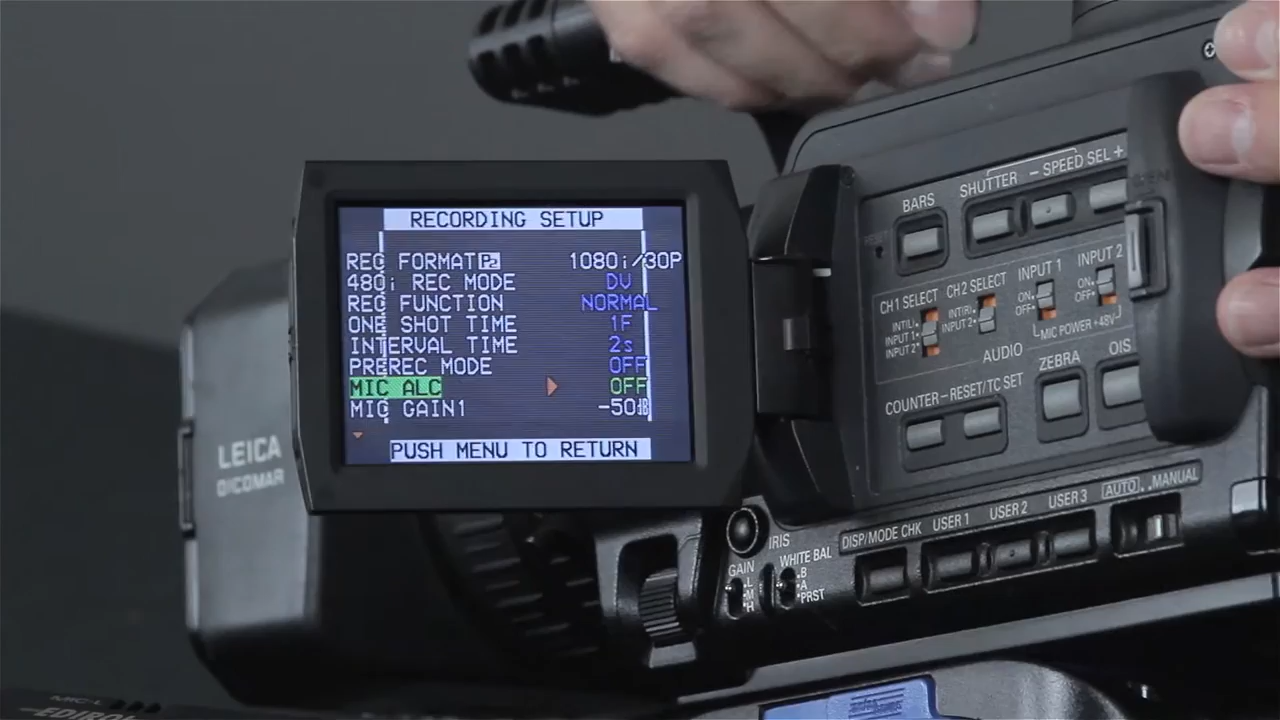 RECORDING SETUP
REC FORMAT P2 1080i/30P
480i REC MODE DV
REC FUNCTION NORMAL
ONE SHOT TIME 1F
INTERVAL TIME 2s
PREREC MODE OFF
MIC ALC OFF
MIC GAIN1 -50dB
PUSH MENU TO RETURN
LEICA
DICOMAR
BARS
SHUTTER
- SPEED SEL +
CH1 SELECT
INT(L)
INPUT 1
INPUT 2
CH2 SELECT
INT(R)
INPUT 2
INPUT 1
ON
OFF
INPUT 2
ON
OFF
MIC POWER +48V
AUDIO
COUNTER - RESET/TC SET
ZEBRA
OIS
DISP/MODE CHK
USER 1
USER 2
USER 3
AUTO
MANUAL
IRIS
GAIN
L
M
H
WHITE BAL
B
A
PRST
EDIROL